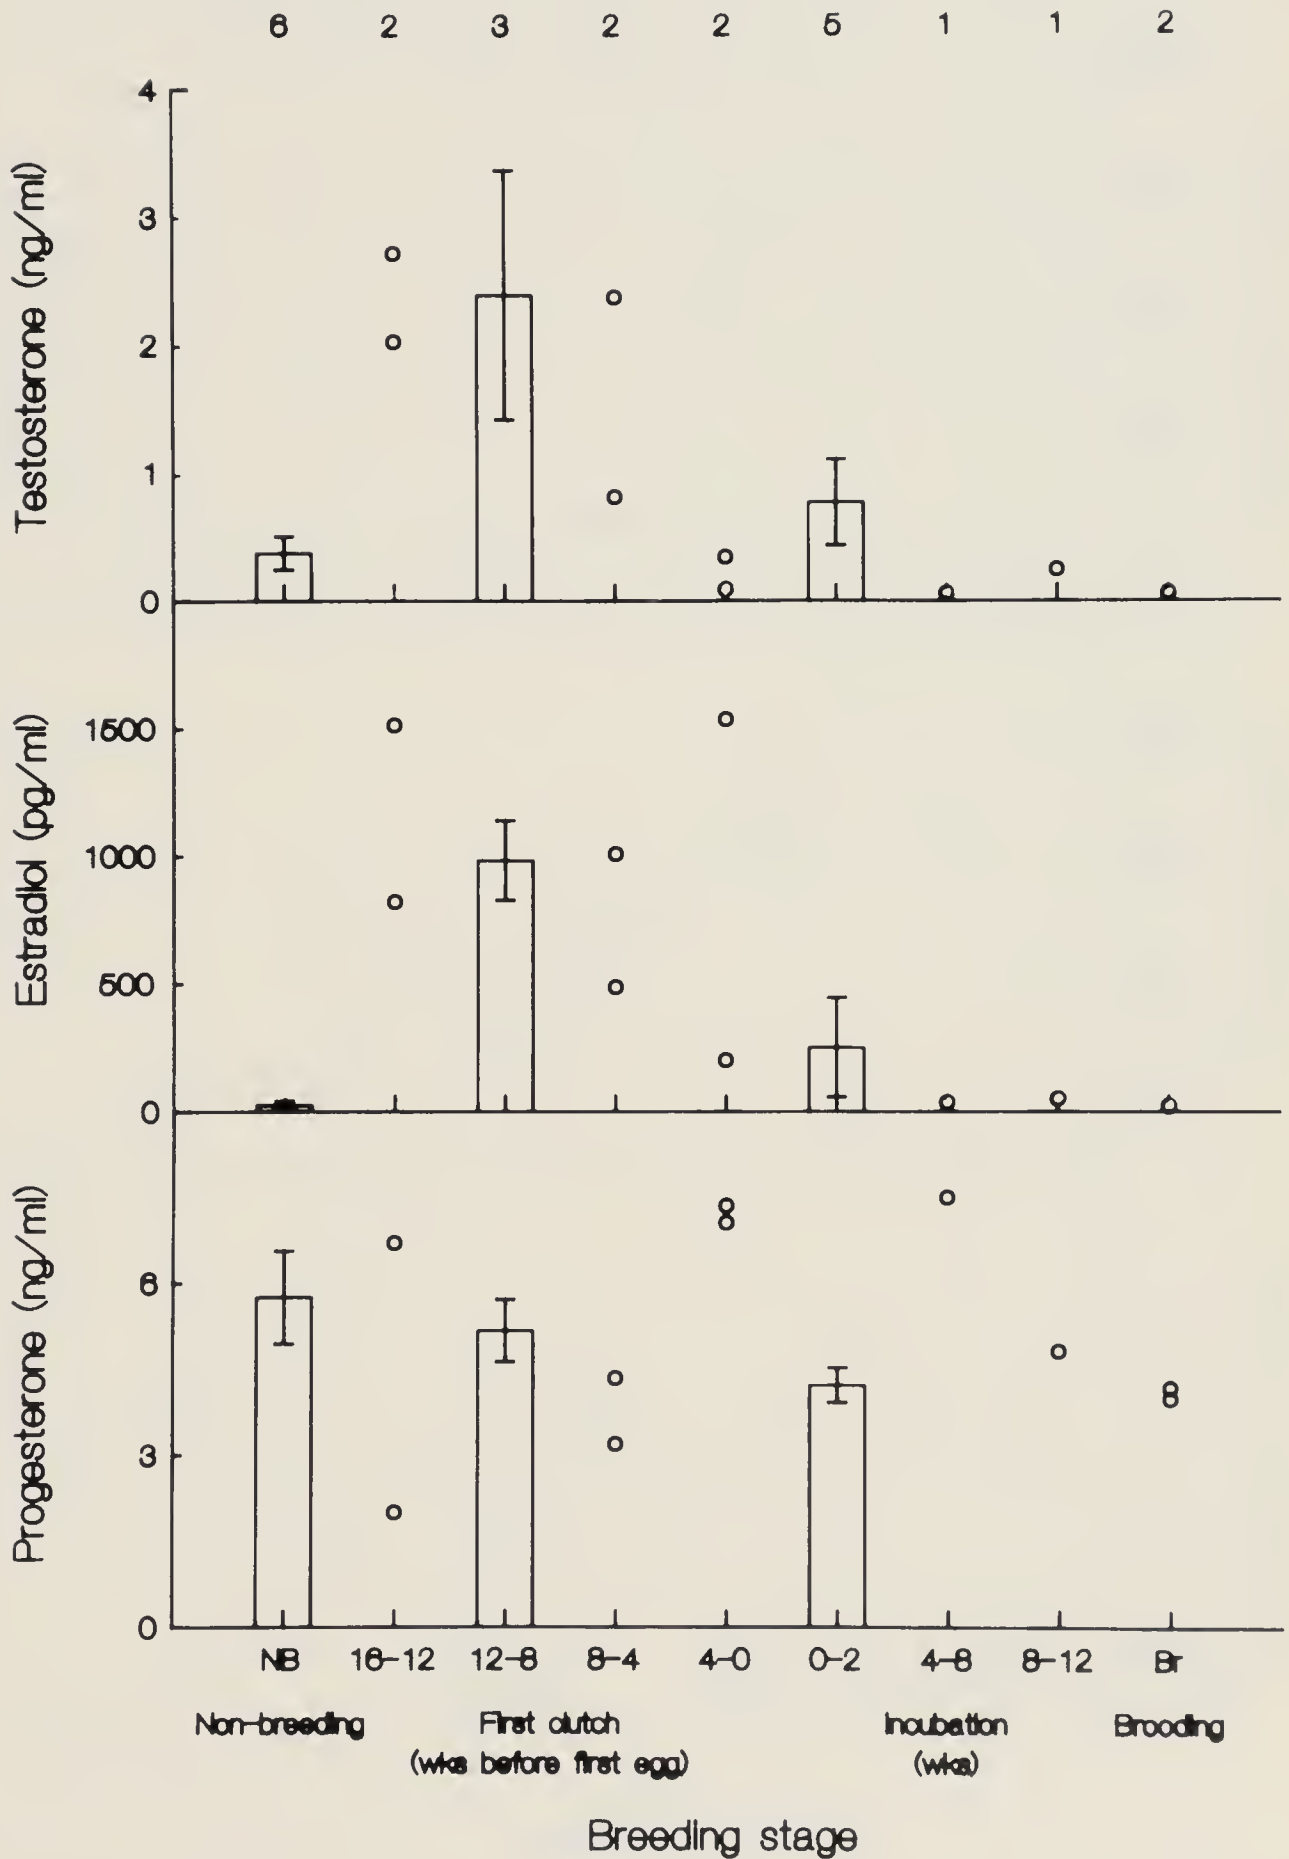 6 2 3 2 2 5 1 1 2
Testosterone (ng/ml)
4
3
2
1
0
Estradiol (pg/ml)
1500
1000
500
0
Progesterone (ng/ml)
6
3
0
NB 16-12 12-8 8-4 4-0 0-2 4-8 8-12 Br
Non-breeding First clutch Incubation Brooding
(wks before first egg) (wks)
Breeding stage